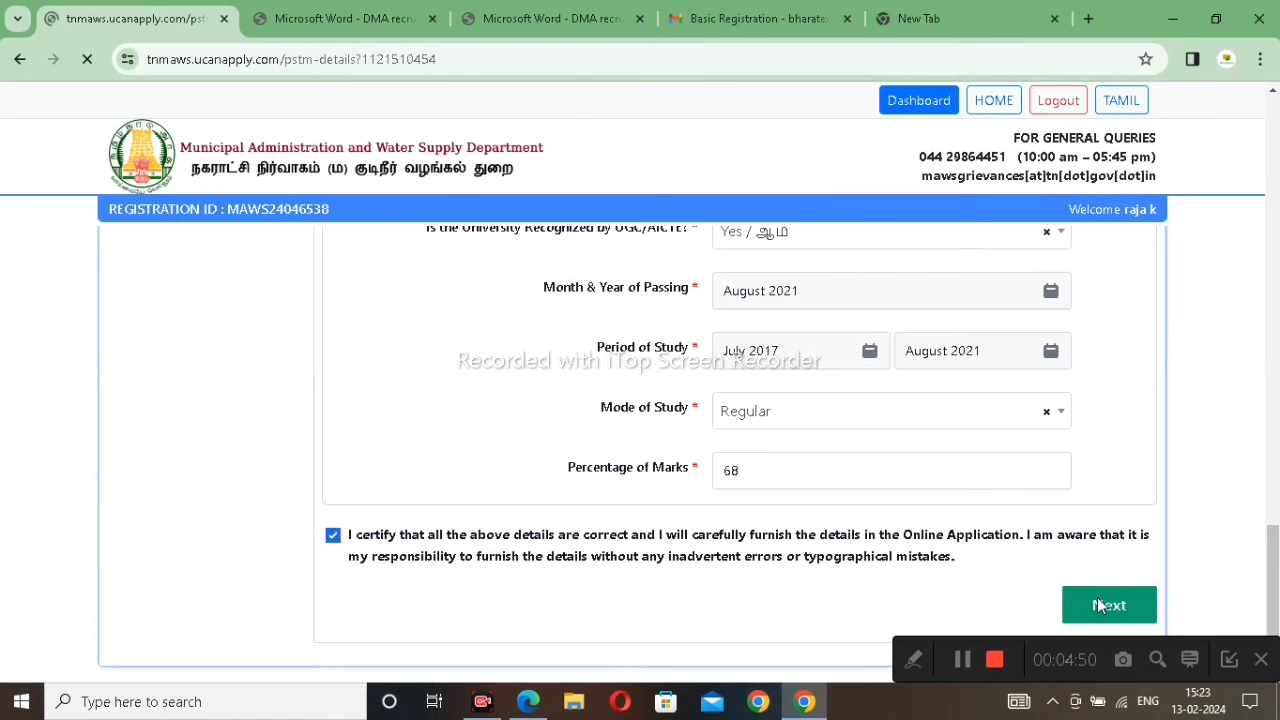 tnmaws.ucanapply.com/pst
Microsoft Word - DMA recru
Microsoft Word - DMA recru
Basic Registration - bharatex
New Tab
tnmaws.ucanapply.com/pstm-details?1121510454
Dashboard
HOME
Logout
TAMIL
Municipal Administration and Water Supply Department
நகராட்சி நிர்வாகம் (ம) குடிநீர் வழங்கல் துறை
FOR GENERAL QUERIES
044 29864451 (10:00 am – 05:45 pm)
mawsgrievances[at]tn[dot]gov[dot]in
REGISTRATION ID : MAWS24046538
Welcome raja k
Is the University Recognized by UGC/AICTE? *
Yes / ஆம்
Month & Year of Passing *
August 2021
Period of Study *
July 2017
August 2021
Recorded with iTop Screen Recorder
Mode of Study *
Regular
Percentage of Marks *
68
I certify that all the above details are correct and I will carefully furnish the details in the Online Application. I am aware that it is
my responsibility to furnish the details without any inadvertent errors or typographical mistakes.
Next
00:04:50
Type here to search
ENG
15:23
13-02-2024